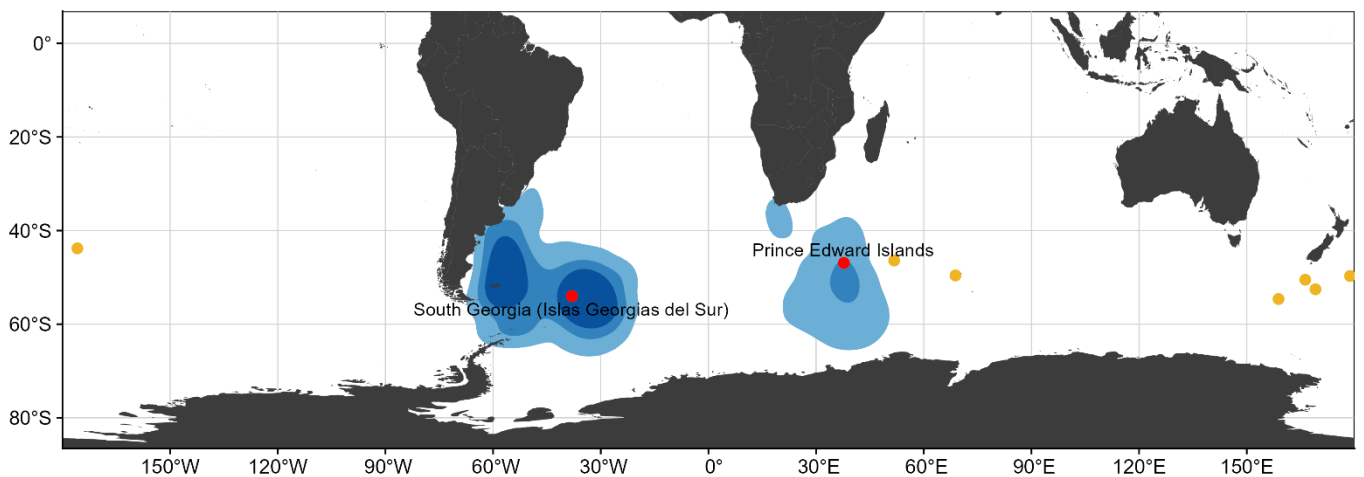 0°
20°S
40°S
Prince Edward Islands
South Georgia (Islas Georgias del Sur)
60°S
80°S
150°W 120°W 90°W 60°W 30°W 0° 30°E 60°E 90°E 120°E 150°E